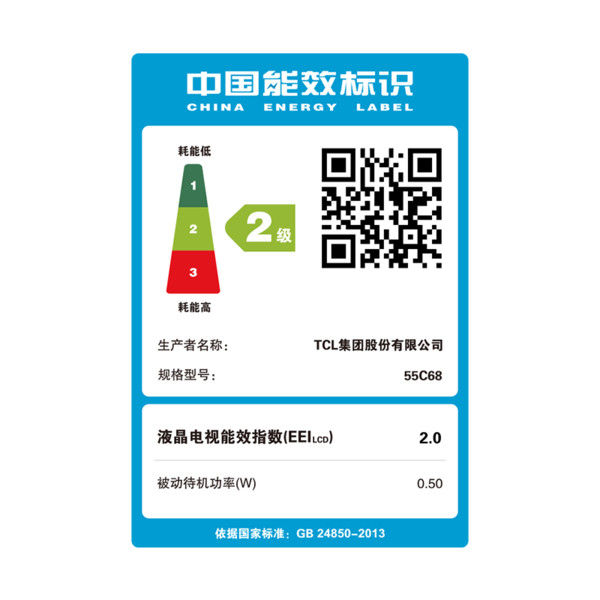 中国能效标识
CHINA ENERGY LABEL
耗能低
1
2
3
2级
耗能高
生产者名称： TCL集团股份有限公司
规格型号： 55C68
液晶电视能效指数(EEILCD) 2.0
被动待机功率(W) 0.50
依据国家标准：GB 24850-2013